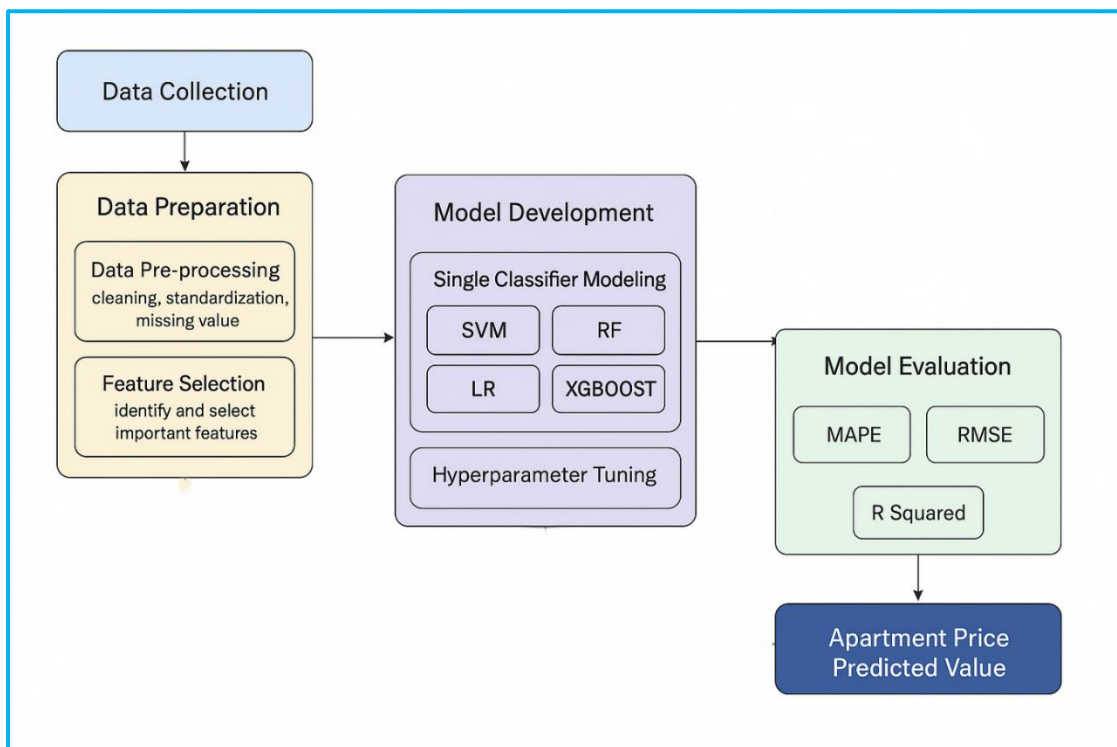 Data Collection
Data Preparation
Data Pre-processing
cleaning, standardization,
missing value
Feature Selection
identify and select
important features
Model Development
Single Classifier Modeling
SVM
RF
LR
XGBOOST
Hyperparameter Tuning
Model Evaluation
MAPE
RMSE
R Squared
Apartment Price
Predicted Value